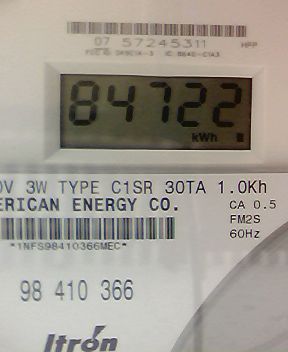 07 57245311
84722
kWh
0V 3W TYPE C1SR 30TA 1.0Kh
ERICAN ENERGY CO.
CA 0.5
FM2S
60Hz
*1NFS98410366MEC*
98 410 366
Itrón